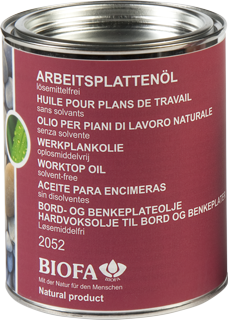 ARBEITSPLATTENÖL
lösemittelfrei
HUILE POUR PLANS DE TRAVAIL
sans solvants
OLIO PER PIANI DI LAVORO NATURALE
senza solvente
WERKPLANKOLIE
oplosmiddelvrij
WORKTOP OIL
solvent-free
ACEITE PARA ENCIMERAS
sin disolventes
BORD- OG BENKEPLATEOLJE
HARDVOKSOLJE TIL BORD OG BENKEPLATER
Løsemiddelfri
2052
BIOFA
Mit der Natur für den Menschen
Natural product